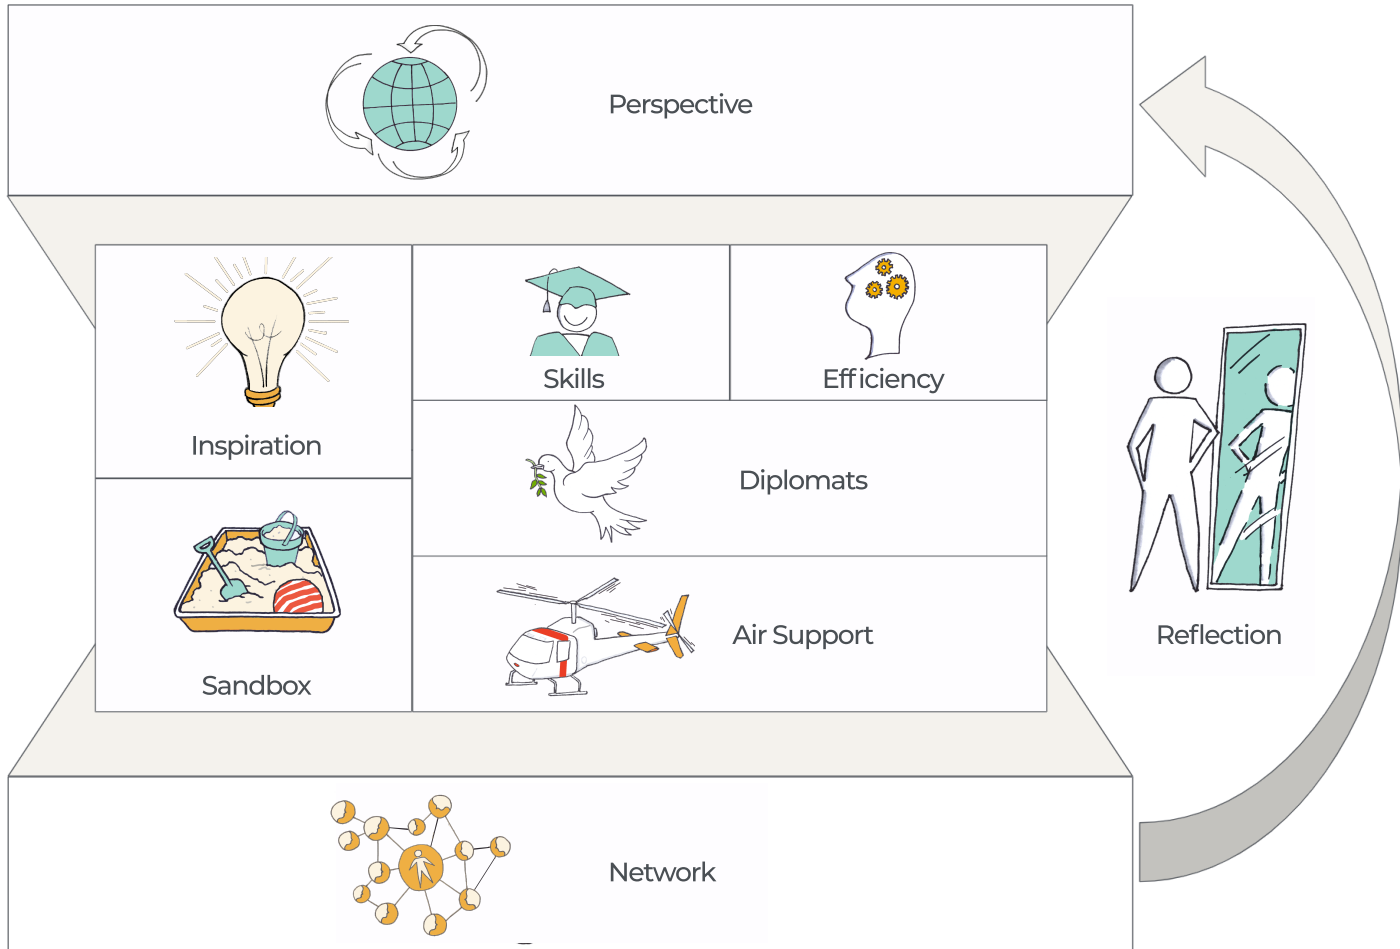 Perspective
Inspiration
Skills
Efficiency
Diplomats
Sandbox
Air Support
Reflection
Network